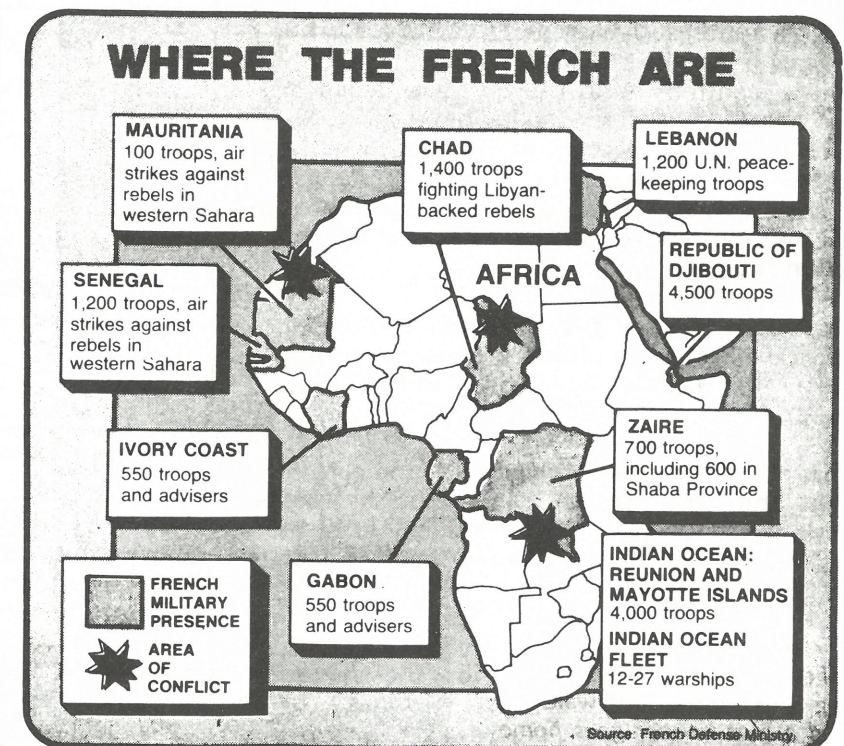 WHERE THE FRENCH ARE
MAURITANIA
100 troops, air
strikes against
rebels in
western Sahara
CHAD
1,400 troops
fighting Libyan-
backed rebels
LEBANON
1,200 U.N. peace-
keeping troops
REPUBLIC OF
DJIBOUTI
4,500 troops
SENEGAL
1,200 troops, air
strikes against
rebels in
western Sahara
AFRICA
IVORY COAST
550 troops
and advisers
ZAIRE
700 troops,
including 600 in
Shaba Province
GABON
550 troops
and advisers
INDIAN OCEAN:
REUNION AND
MAYOTTE ISLANDS
4,000 troops
INDIAN OCEAN
FLEET
12-27 warships
FRENCH
MILITARY
PRESENCE
AREA
OF
CONFLICT
Source: French Defense Ministry